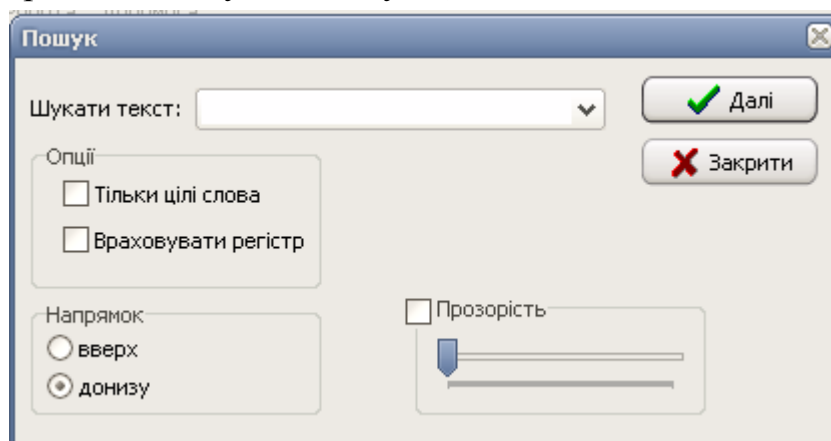 Пошук
Шукати текст:
Далі
Закрити
Опції
Тільки цілі слова
Враховувати регістр
Напрямок
вверх
донизу
Прозорість